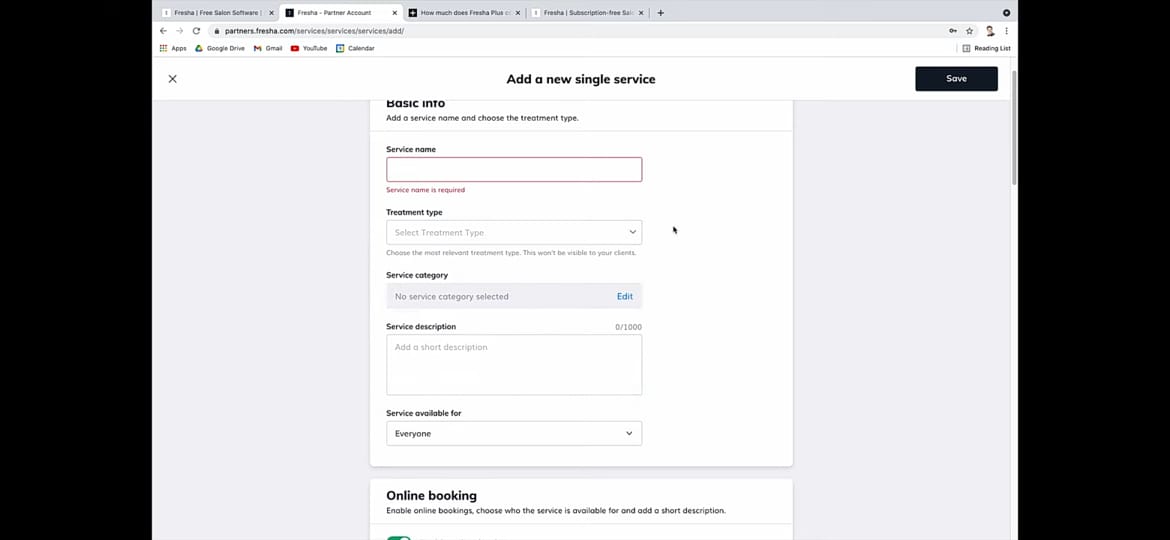 Fresha | Free Salon Software |
Fresha - Partner Account
How much does Fresha Plus c
Fresha | Subscription-free Sal
partners.fresha.com/services/services/services/add/
Apps Google Drive Gmail YouTube Calendar Reading List
Add a new single service
Save
Basic info
Add a service name and choose the treatment type.
Service name
Service name is required
Treatment type
Select Treatment Type
Choose the most relevant treatment type. This won't be visible to your clients.
Service category
No service category selected Edit
Service description 0/1000
Add a short description
Service available for
Everyone
Online booking
Enable online bookings, choose who the service is available for and add a short description.